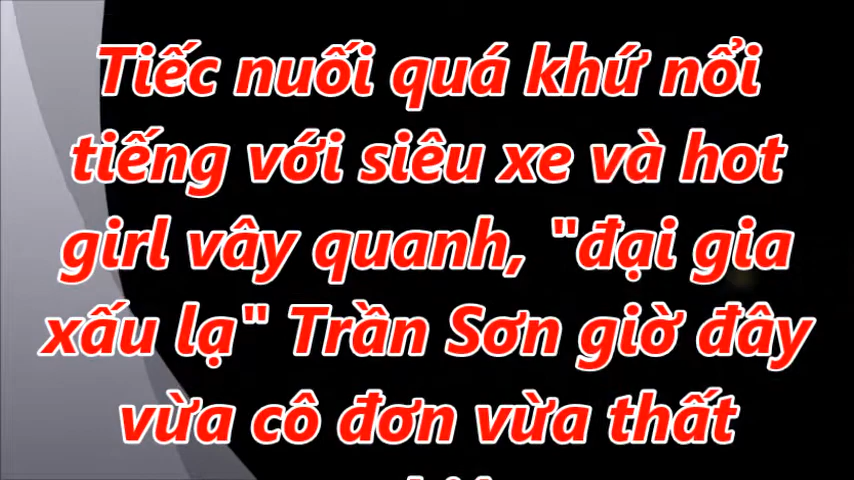 Tiếc nuối quá khứ nổi
tiếng với siêu xe và hot
girl vây quanh, "đại gia
xấu lạ" Trần Sơn giờ đây
vừa cô đơn vừa thất